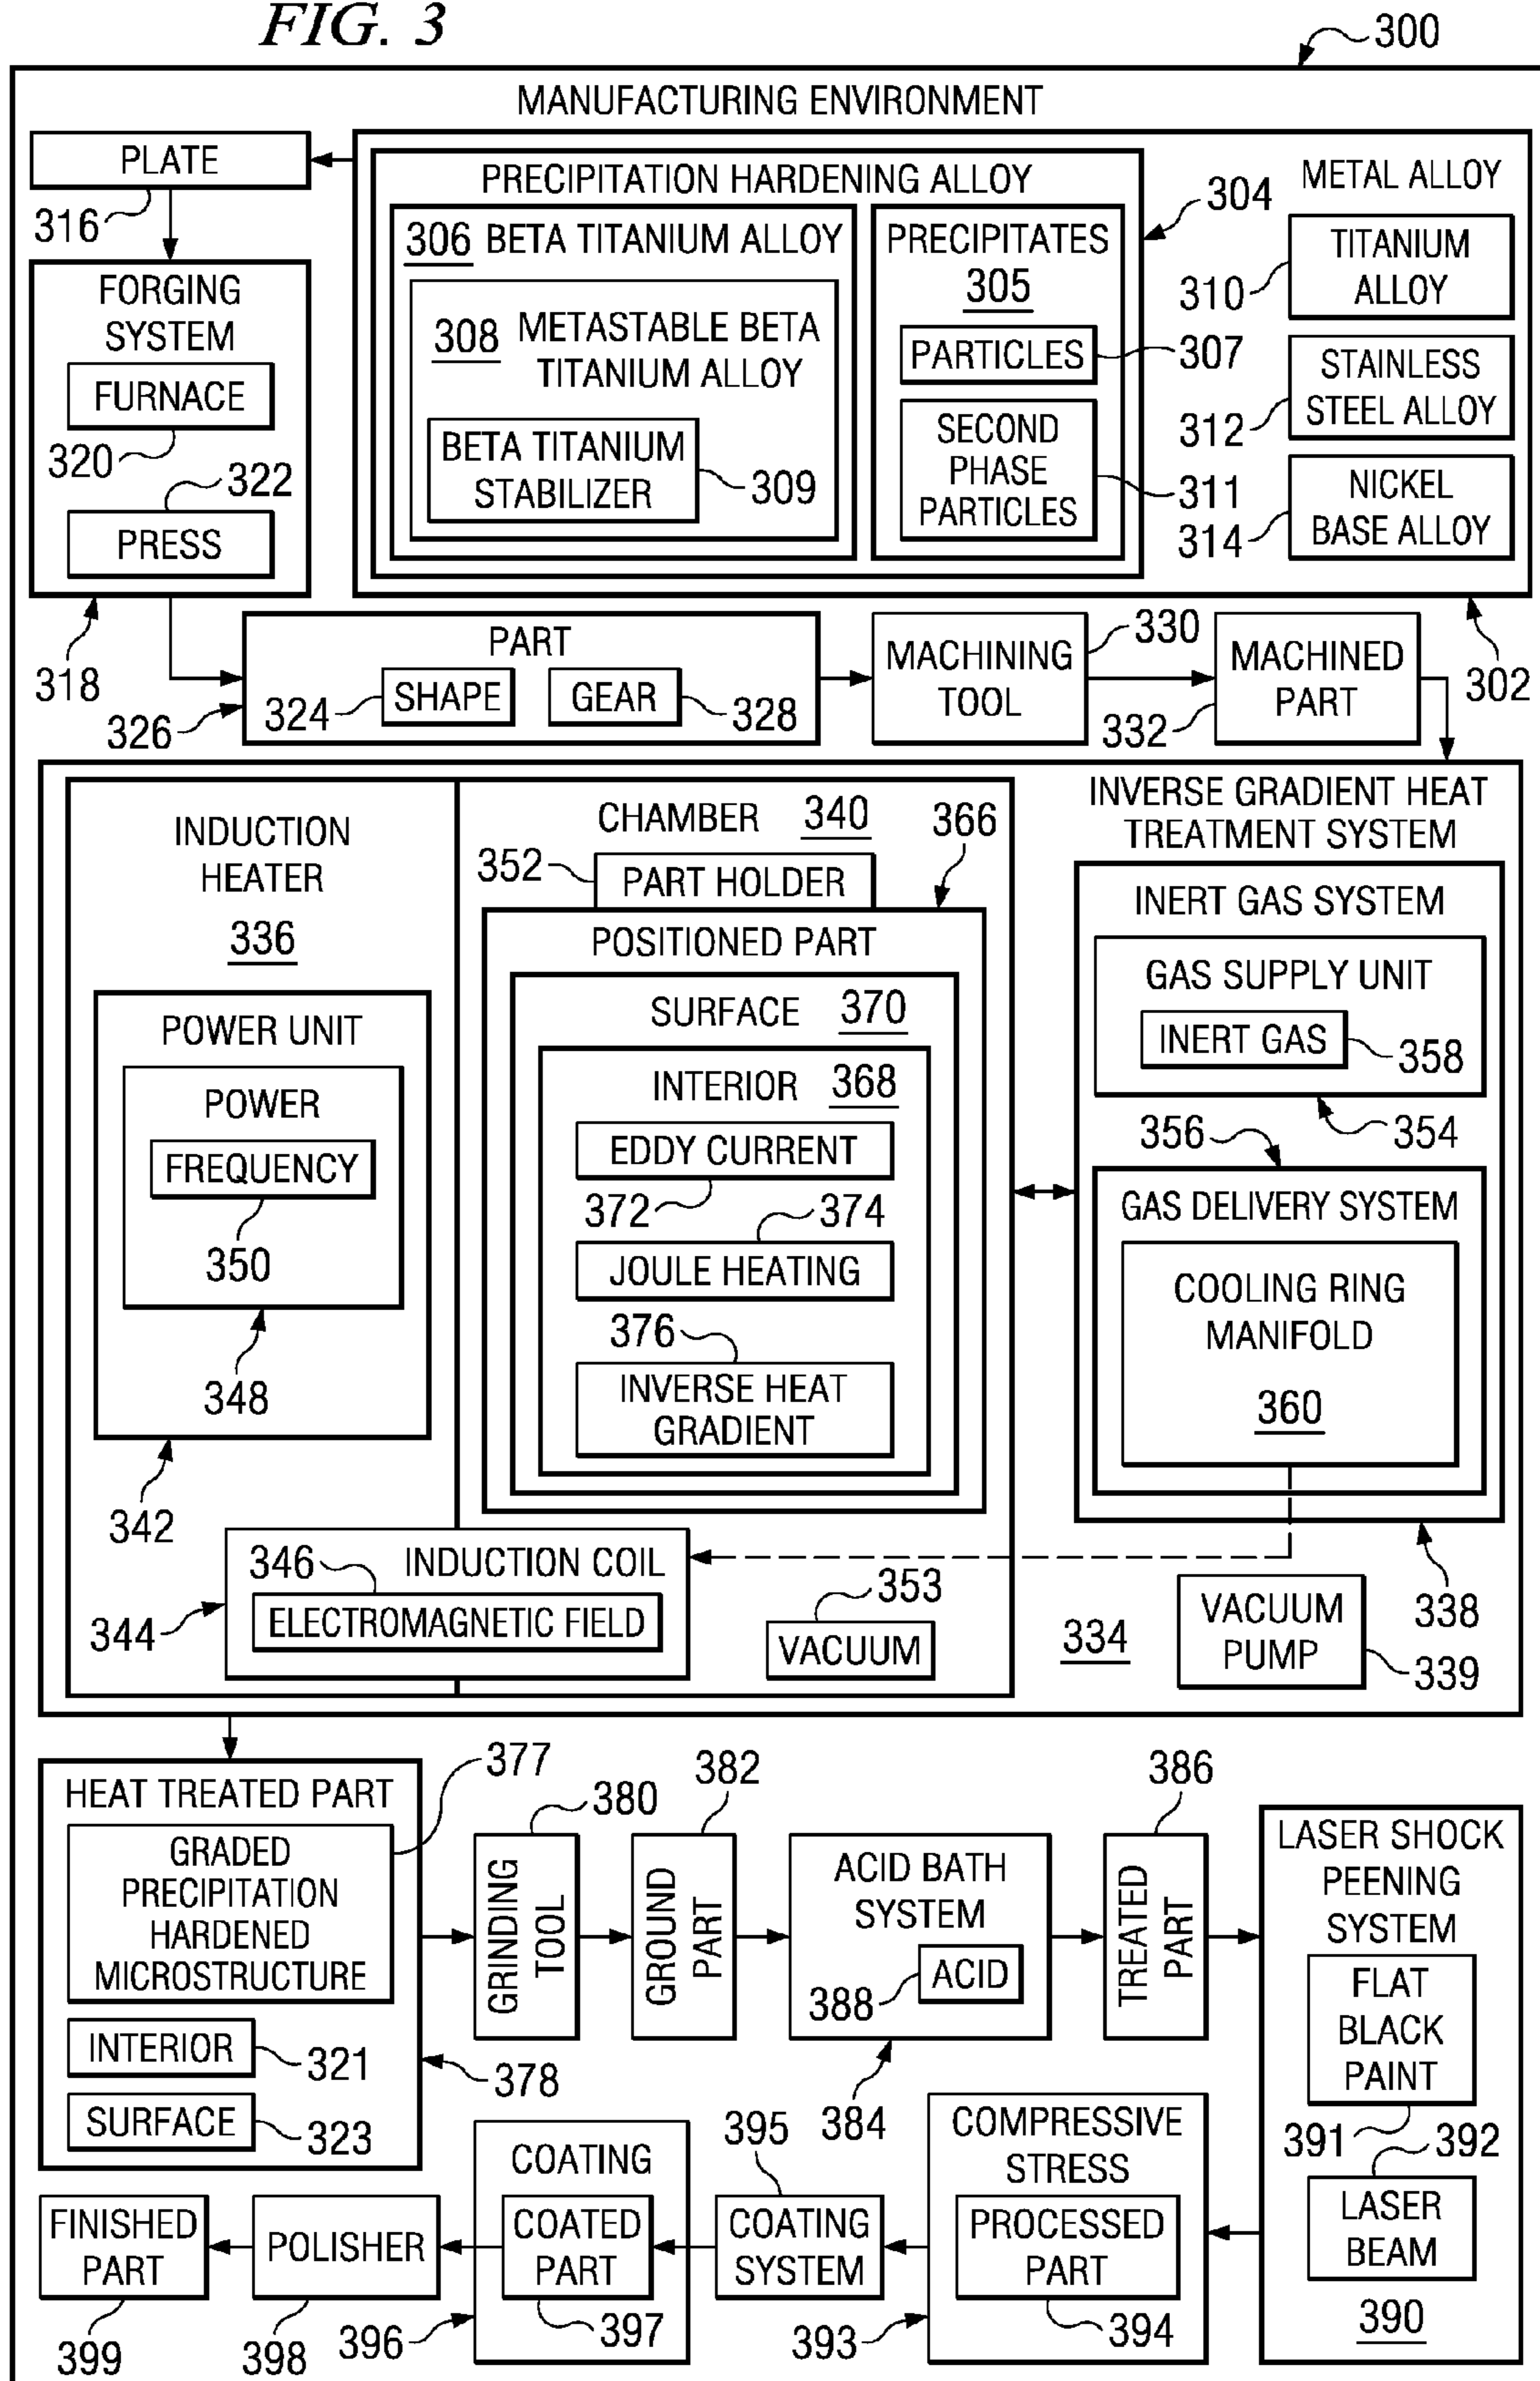 FIG. 3
300
MANUFACTURING ENVIRONMENT
PLATE
316
FORGING
SYSTEM
FURNACE
320
322
PRESS
318
PRECIPITATION HARDENING ALLOY
306 BETA TITANIUM ALLOY
308 METASTABLE BETA
TITANIUM ALLOY
BETA TITANIUM
STABILIZER
309
PRECIPITATES
305
PARTICLES
307
SECOND
PHASE
PARTICLES
311
304
METAL ALLOY
TITANIUM
ALLOY
310
STAINLESS
STEEL ALLOY
312
NICKEL
BASE ALLOY
314
302
PART
324
SHAPE
GEAR
328
326
MACHINING
TOOL
330
MACHINED
PART
332
INDUCTION
HEATER
336
POWER UNIT
POWER
FREQUENCY
350
348
342
CHAMBER 340
366
352
PART HOLDER
POSITIONED PART
SURFACE 370
INTERIOR 368
EDDY CURRENT
372
374
JOULE HEATING
376
INVERSE HEAT
GRADIENT
346
INDUCTION COIL
ELECTROMAGNETIC FIELD
344
353
VACUUM
INVERSE GRADIENT HEAT
TREATMENT SYSTEM
INERT GAS SYSTEM
GAS SUPPLY UNIT
INERT GAS
358
354
356
GAS DELIVERY SYSTEM
COOLING RING
MANIFOLD
360
338
334
VACUUM
PUMP
339
HEAT TREATED PART
377
GRADED
PRECIPITATION
HARDENED
MICROSTRUCTURE
INTERIOR
321
SURFACE
323
378
380
GRINDING
TOOL
382
GROUND
PART
ACID BATH
SYSTEM
ACID
388
384
386
TREATED
PART
LASER SHOCK
PEENING
SYSTEM
FLAT
BLACK
PAINT
391
392
LASER
BEAM
390
COMPRESSIVE
STRESS
PROCESSED
PART
394
393
395
COATING
SYSTEM
COATING
COATED
PART
397
396
POLISHER
398
FINISHED
PART
399